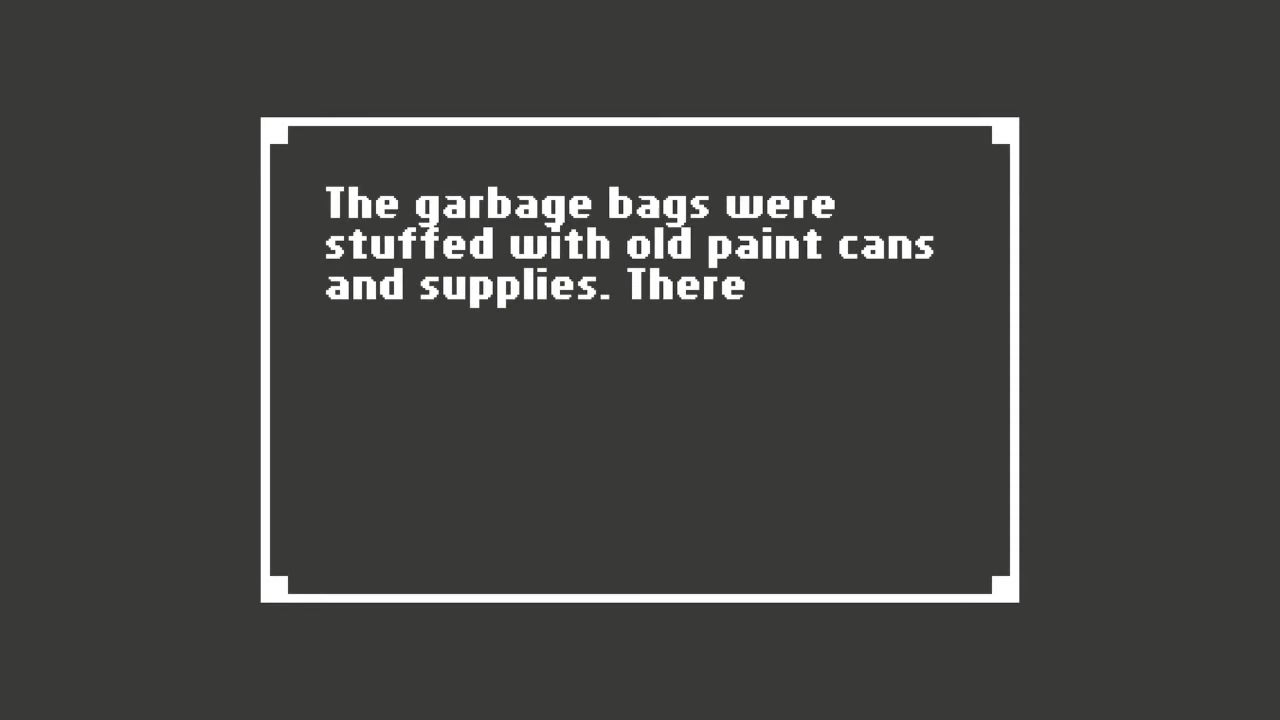 The garbage bags were
stuffed with old paint cans
and supplies. There